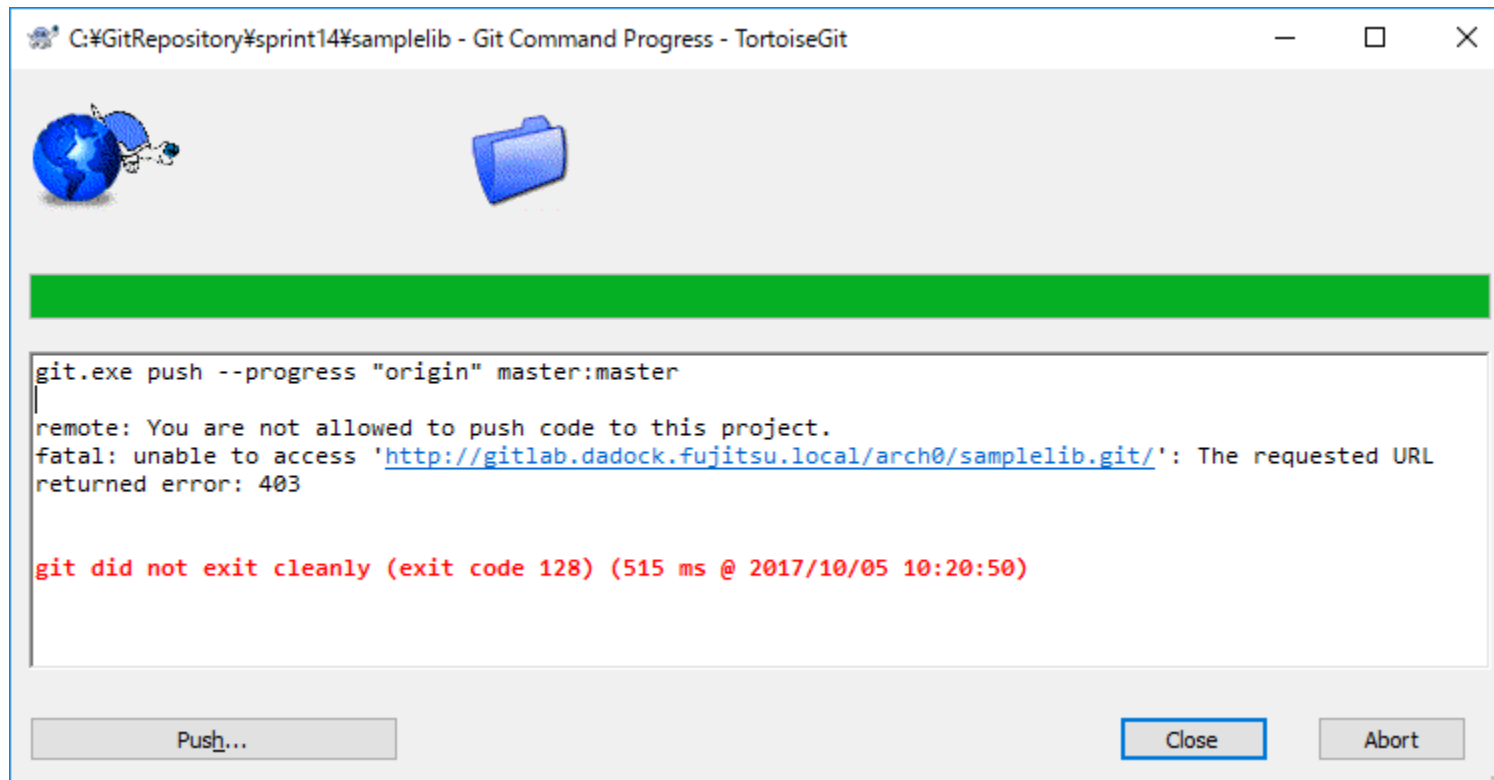 C:¥GitRepository¥sprint14¥samplelib - Git Command Progress - TortoiseGit
git.exe push --progress "origin" master:master
remote: You are not allowed to push code to this project.
fatal: unable to access 'http://gitlab.dadock.fujitsu.local/arch0/samplelib.git/': The requested URL
returned error: 403
git did not exit cleanly (exit code 128) (515 ms @ 2017/10/05 10:20:50)
Push...
Close
Abort